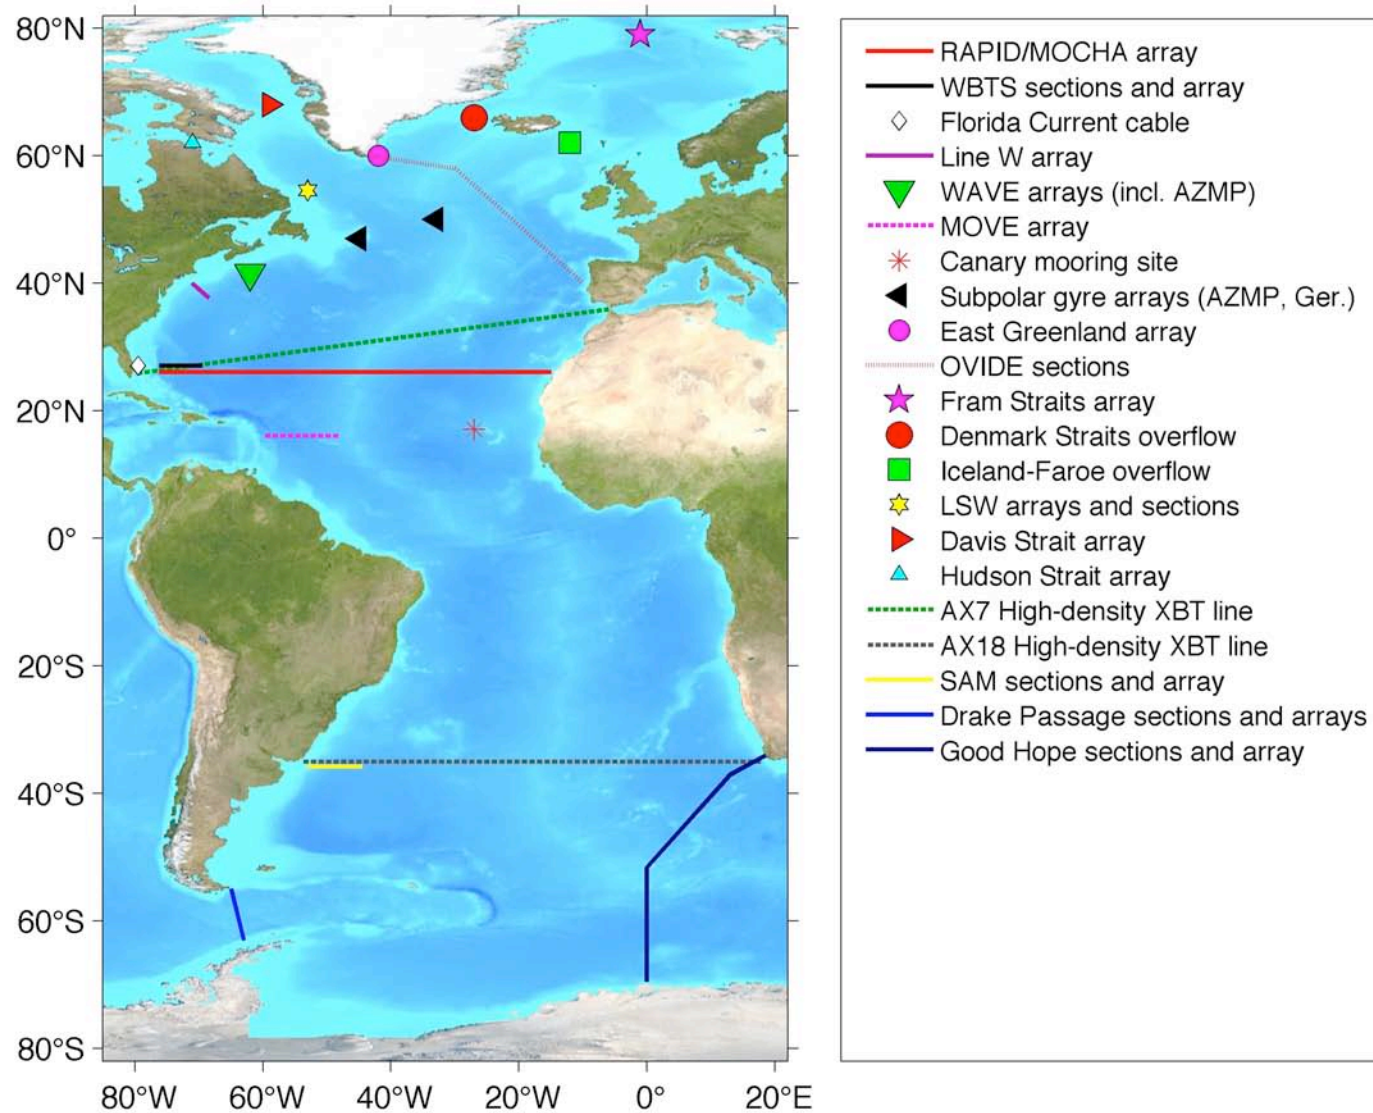 80°N
60°N
40°N
20°N
0°
20°S
40°S
60°S
80°S
80°W
60°W
40°W
20°W
0°
20°E
RAPID/MOCHA array
WBTS sections and array
Florida Current cable
Line W array
WAVE arrays (incl. AZMP)
MOVE array
Canary mooring site
Subpolar gyre arrays (AZMP, Ger.)
East Greenland array
OVIDE sections
Fram Straits array
Denmark Straits overflow
Iceland-Faroe overflow
LSW arrays and sections
Davis Strait array
Hudson Strait array
AX7 High-density XBT line
AX18 High-density XBT line
SAM sections and array
Drake Passage sections and arrays
Good Hope sections and array